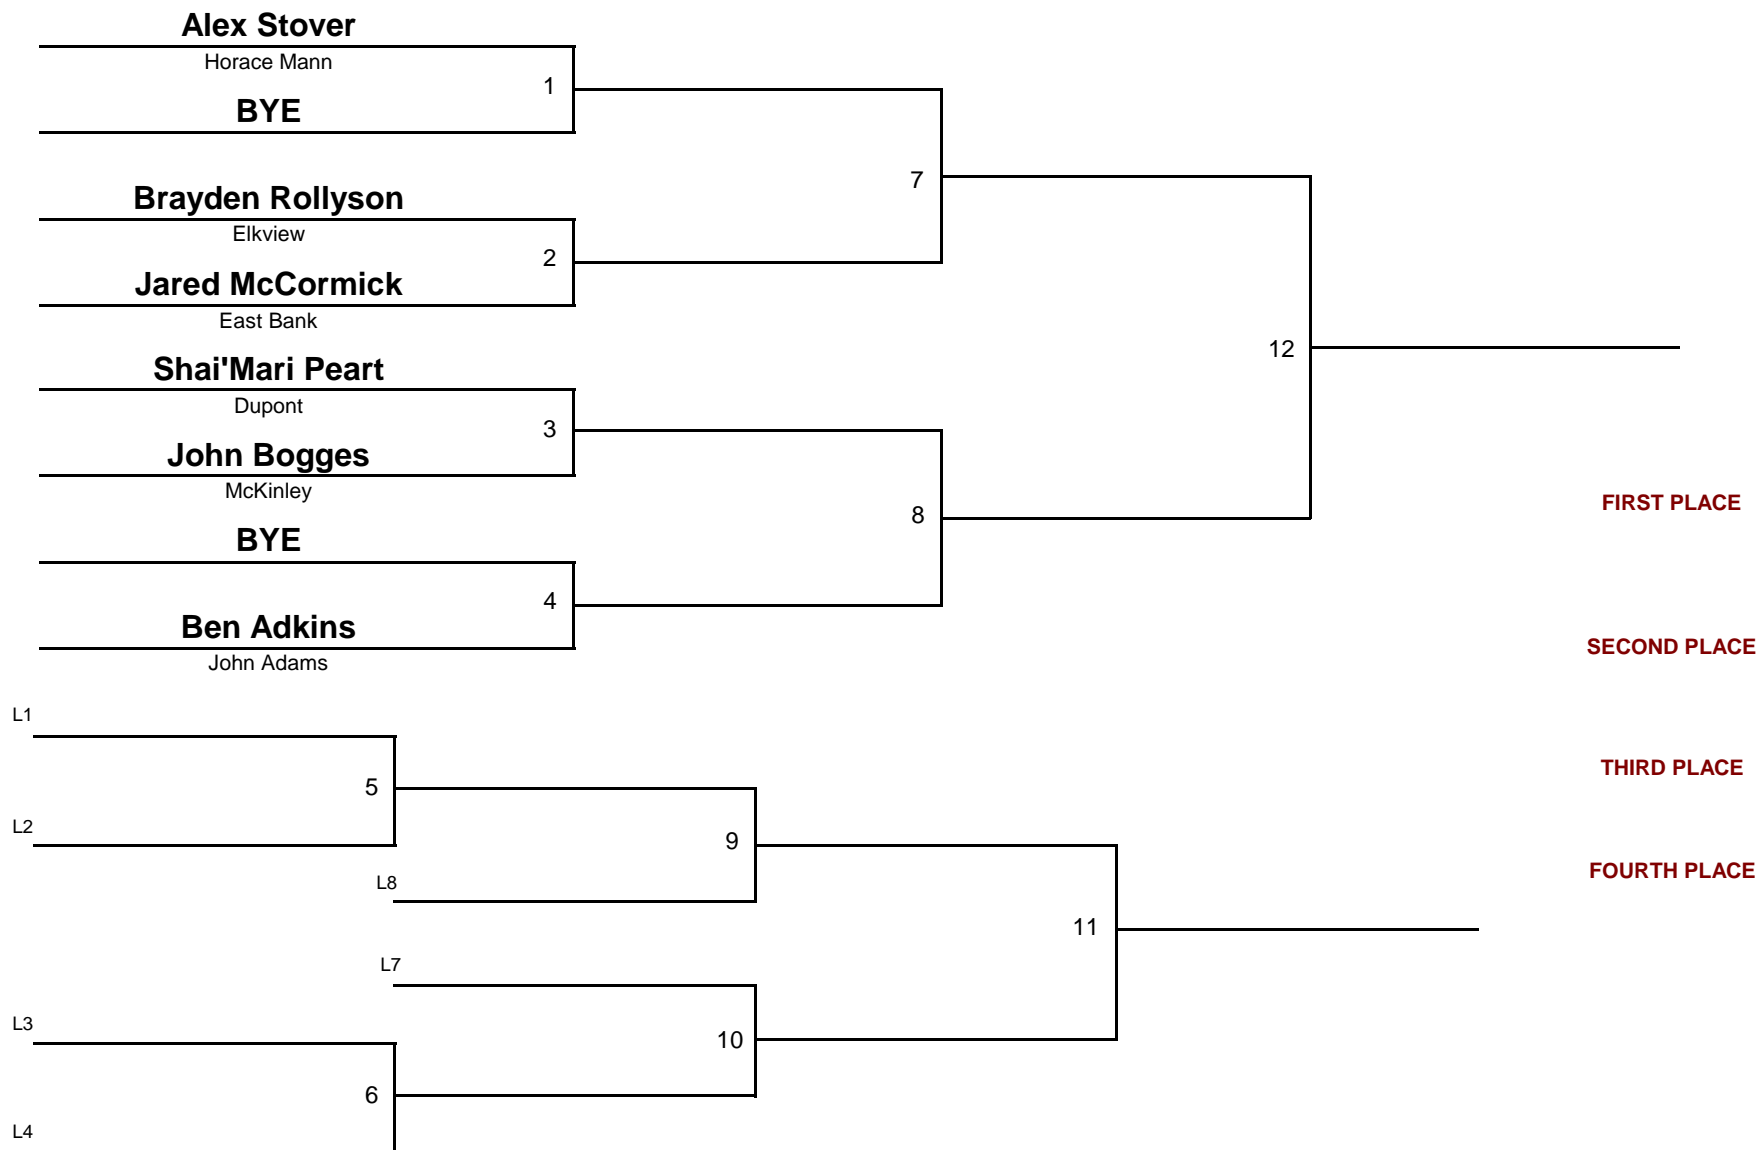 Alex Stover
Horace Mann
1
BYE
7
Brayden Rollyson
Elkview
2
Jared McCormick
East Bank
12
Shai'Mari Peart
Dupont
3
John Bogges
McKinley
8
FIRST PLACE
BYE
4
Ben Adkins
John Adams
SECOND PLACE
L1
5
THIRD PLACE
L2
9
L8
FOURTH PLACE
11
L7
L3
10
6
L4